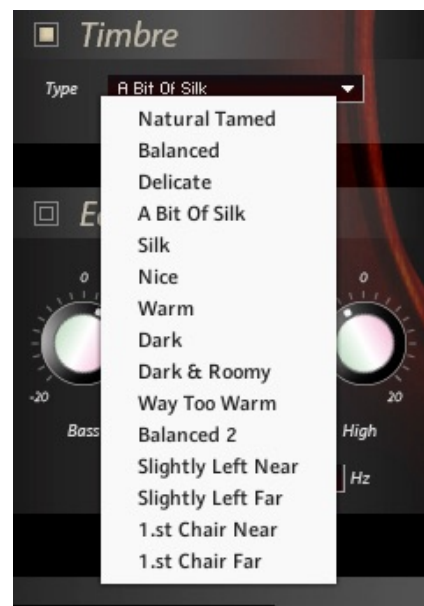 Timbre
Type A Bit Of Silk
Natural Tamed
Balanced
Delicate
A Bit Of Silk
Silk
Nice
Warm
Dark
Dark & Roomy
Way Too Warm
Balanced 2
Slightly Left Near
Slightly Left Far
1.st Chair Near
1.st Chair Far
0 0
-20 20
Bass High
Hz